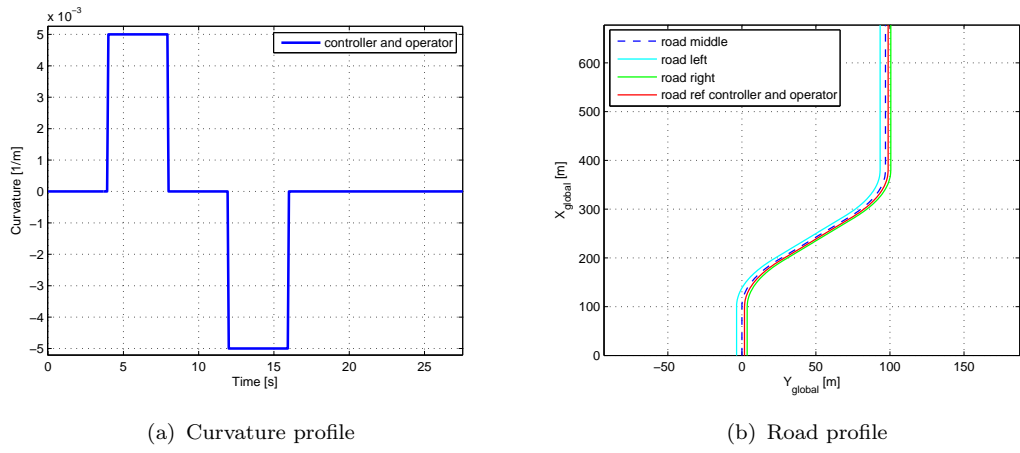 x 10⁻³
5
4
3
2
1
0
−1
−2
−3
−4
−5
0 5 10 15 20 25
Time [s]
Curvature [1/m]
controller and operator
(a) Curvature profile
road middle
road left
road right
road ref controller and operator
600
500
400
300
200
100
0
−50 0 50 100 150
Y_global [m]
X_global [m]
(b) Road profile